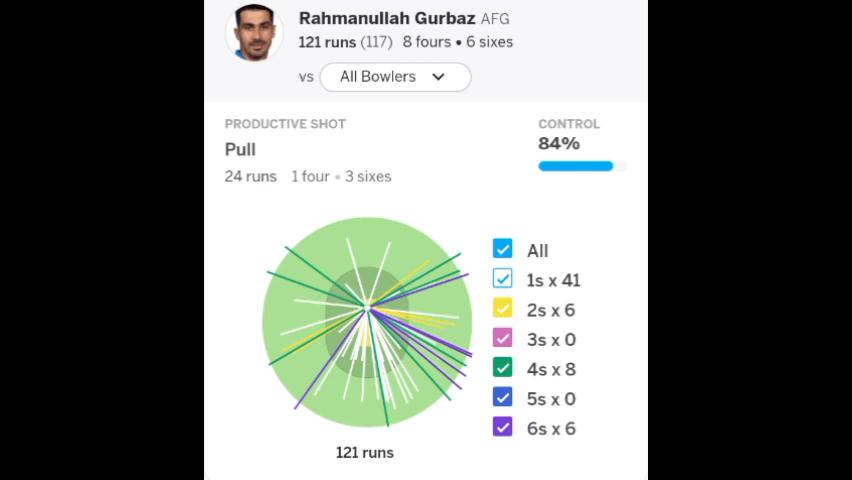 Rahmanullah Gurbaz AFG
121 runs (117) 8 fours • 6 sixes
vs All Bowlers
PRODUCTIVE SHOT
Pull
24 runs 1 four • 3 sixes
CONTROL
84%
All
1s x 41
2s x 6
3s x 0
4s x 8
5s x 0
6s x 6
121 runs